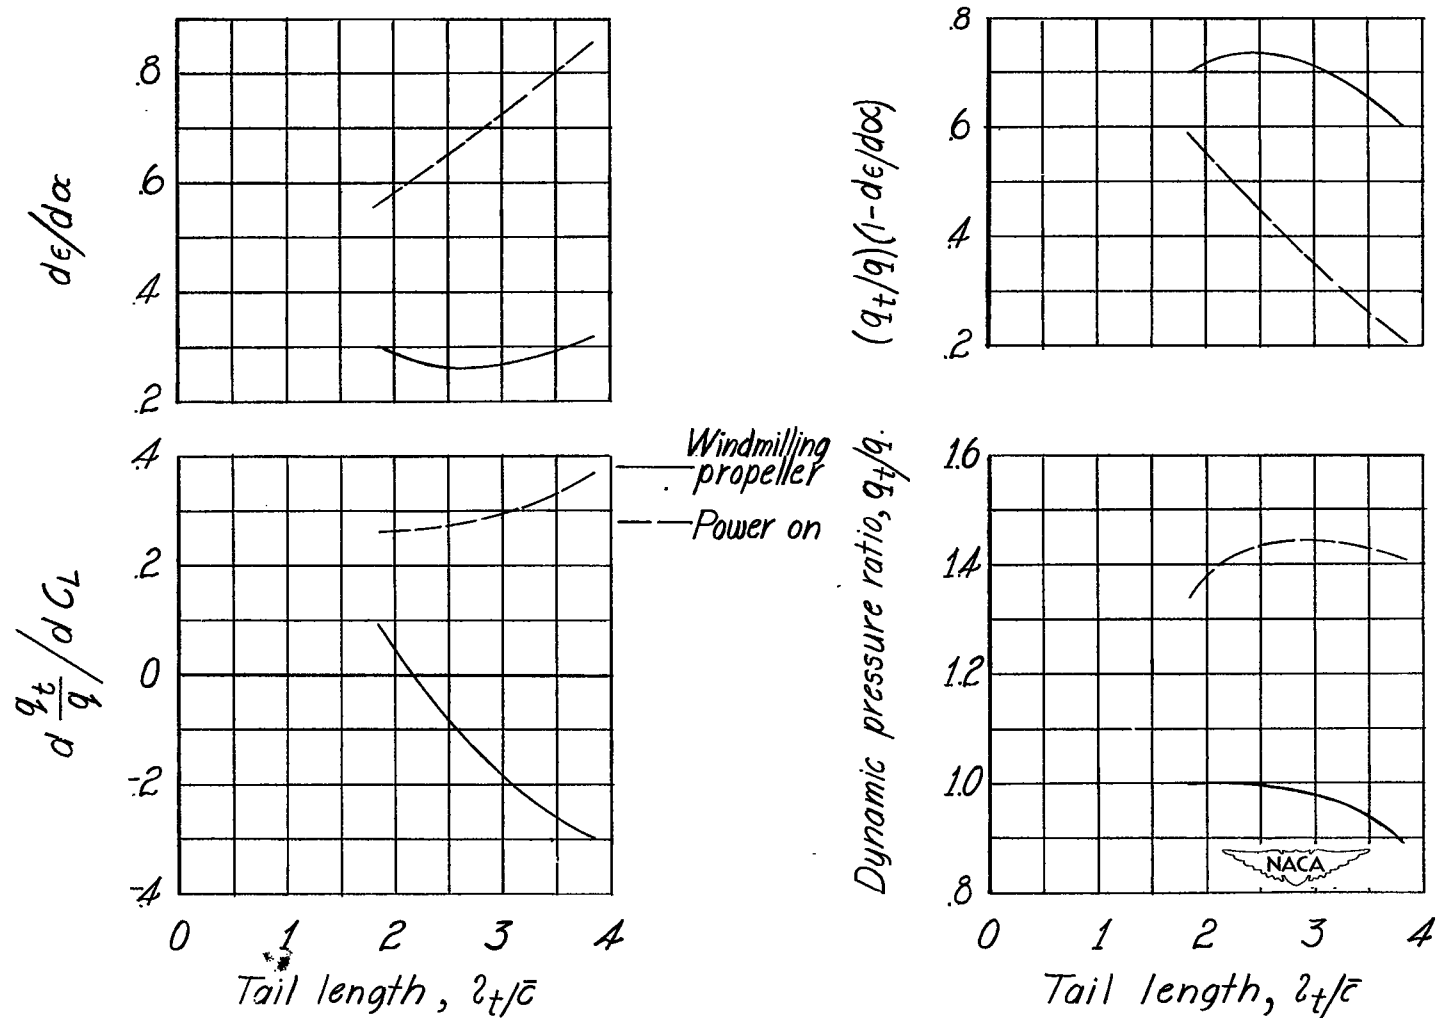 .8
.6
.4
.2
dε/dα
.4
.2
0
-.2
-.4
d q_t/q / d C_L
0 1 2 3 4
Tail length, l_t/c̄
Windmilling
propeller
Power on
.8
.6
.4
.2
(q_t/q)(1-dε/dα)
1.6
1.4
1.2
1.0
.8
Dynamic pressure ratio, q_t/q.
NACA
0 1 2 3 4
Tail length, l_t/c̄